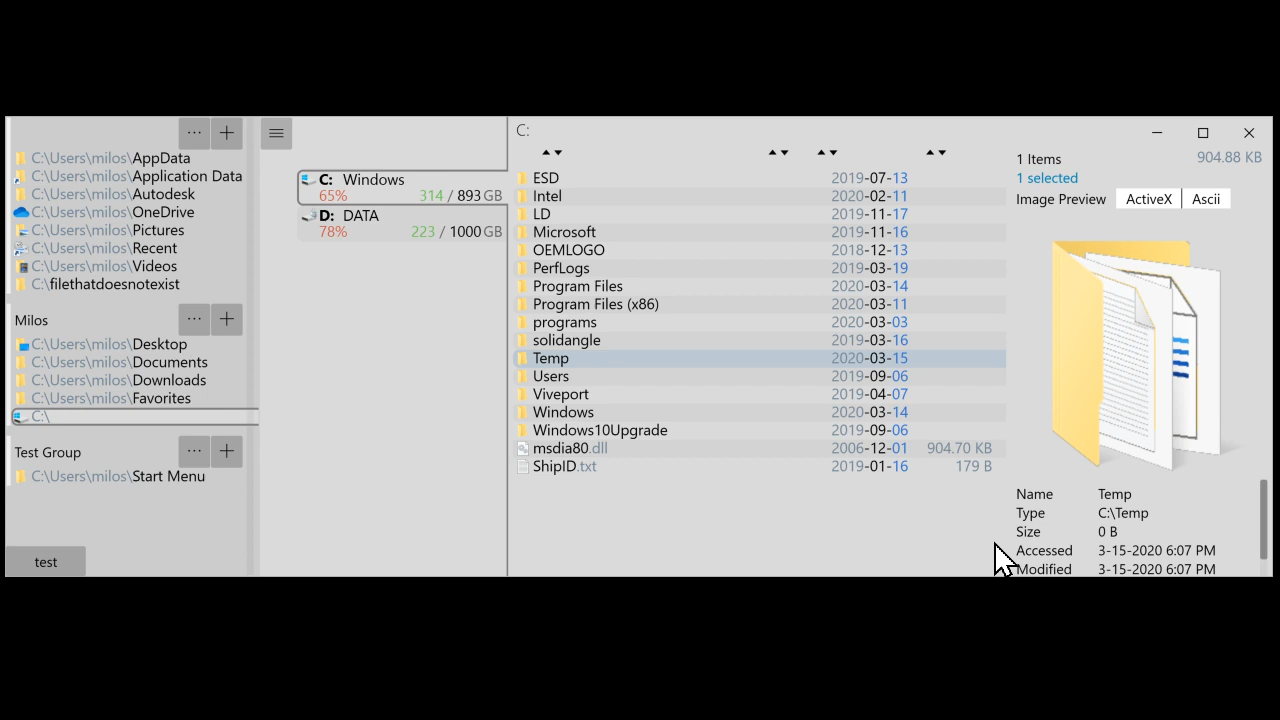 C:\Users\milos\AppData
C:\Users\milos\Application Data
C:\Users\milos\Autodesk
C:\Users\milos\OneDrive
C:\Users\milos\Pictures
C:\Users\milos\Recent
C:\Users\milos\Videos
C:\filethatdoesnotexist
Milos
C:\Users\milos\Desktop
C:\Users\milos\Documents
C:\Users\milos\Downloads
C:\Users\milos\Favorites
C:\
Test Group
C:\Users\milos\Start Menu
test
C: Windows
65% 314 / 893 GB
D: DATA
78% 223 / 1000 GB
C:
ESD 2019-07-13
Intel 2020-02-11
LD 2019-11-17
Microsoft 2019-11-16
OEMLOGO 2018-12-13
PerfLogs 2019-03-19
Program Files 2020-03-14
Program Files (x86) 2020-03-11
programs 2020-03-03
solidangle 2019-03-16
Temp 2020-03-15
Users 2019-09-06
Viveport 2019-04-07
Windows 2020-03-14
Windows10Upgrade 2019-09-06
msdia80.dll 2006-12-01 904.70 KB
ShipID.txt 2019-01-16 179 B
1 Items 904.88 KB
1 selected
Image Preview ActiveX Ascii
Name Temp
Type C:\Temp
Size 0 B
Accessed 3-15-2020 6:07 PM
Modified 3-15-2020 6:07 PM